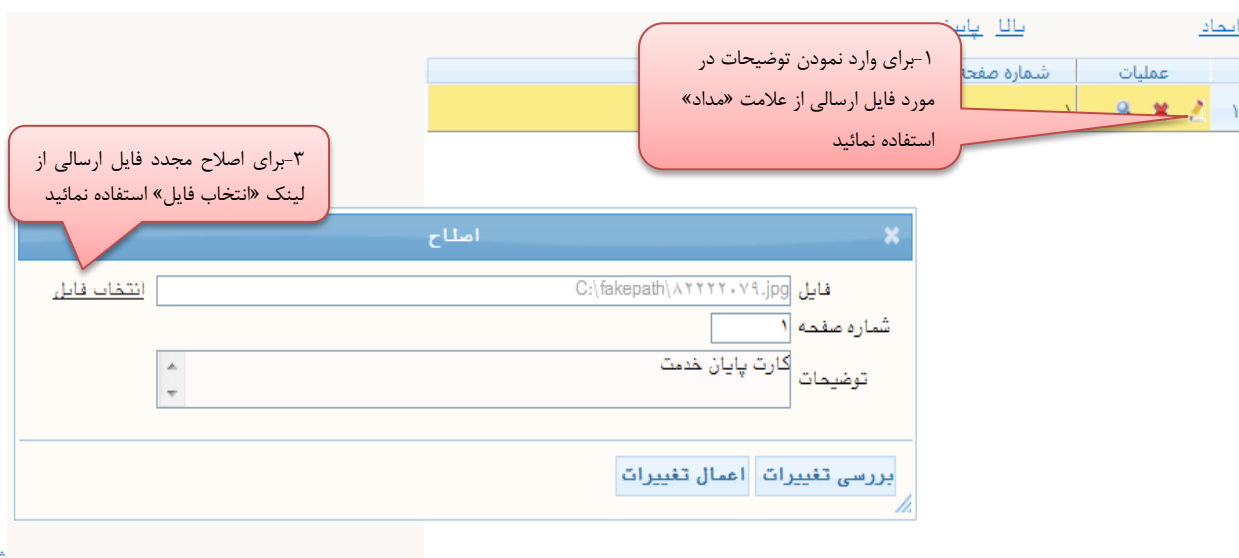 ایجاد بالا پایین
عملیات شماره صفحه
۱ ۱
۱-برای وارد نمودن توضیحات در
مورد فایل ارسالی از علامت «مداد»
استفاده نمائید
۳-برای اصلاح مجدد فایل ارسالی از
لینک «انتخاب فایل» استفاده نمائید
اصلاح
فایل C:\fakepath\۸۲۲۲۲۰۷۹.jpg انتخاب فایل
شماره صفحه ۱
توضیحات کارت پایان خدمت
بررسی تغییرات اعمال تغییرات